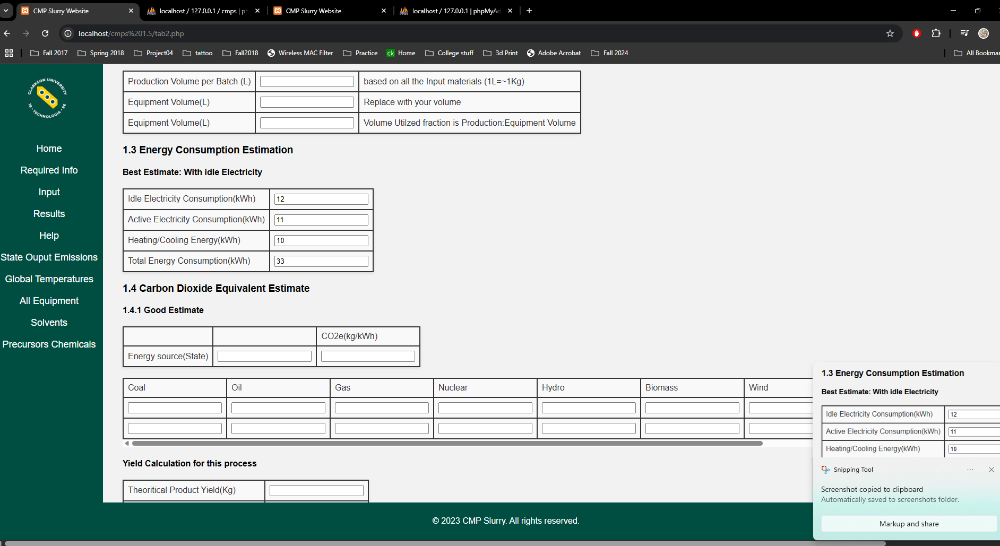 CMP Slurry Website
localhost / 127.0.0.1 / cmps | ph
CMP Slurry Website
localhost / 127.0.0.1 | phpMyAd
localhost/cmps%201.5/tab2.php
Fall 2017
Spring 2018
Project04
tattoo
Fall2018
Wireless MAC Filter
Practice
ck Home
College stuff
3d Print
Adobe Acrobat
Fall 2024
All Bookmar
CLARKSON UNIVERSITY
18 • TECHNOLOGIA • 96
Home
Required Info
Input
Results
Help
State Ouput Emissions
Global Temperatures
All Equipment
Solvents
Precursors Chemicals
Production Volume per Batch (L) based on all the Input materials (1L=~1Kg)
Equipment Volume(L) Replace with your volume
Equipment Volume(L) Volume Utilzed fraction is Production:Equipment Volume
1.3 Energy Consumption Estimation
Best Estimate: With idle Electricity
Idle Electricity Consumption(kWh) 12
Active Electricity Consumption(kWh) 11
Heating/Cooling Energy(kWh) 10
Total Energy Consumption(kWh) 33
1.4 Carbon Dioxide Equivalent Estimate
1.4.1 Good Estimate
CO2e(kg/kWh)
Energy source(State)
Coal Oil Gas Nuclear Hydro Biomass Wind
Yield Calculation for this process
Theoritical Product Yield(Kg)
© 2023 CMP Slurry. All rights reserved.
1.3 Energy Consumption Estimation
Best Estimate: With idle Electricity
Idle Electricity Consumption(kWh) 12
Active Electricity Consumption(kWh) 11
Heating/Cooling Energy(kWh) 10
Snipping Tool
Screenshot copied to clipboard
Automatically saved to screenshots folder.
Markup and share